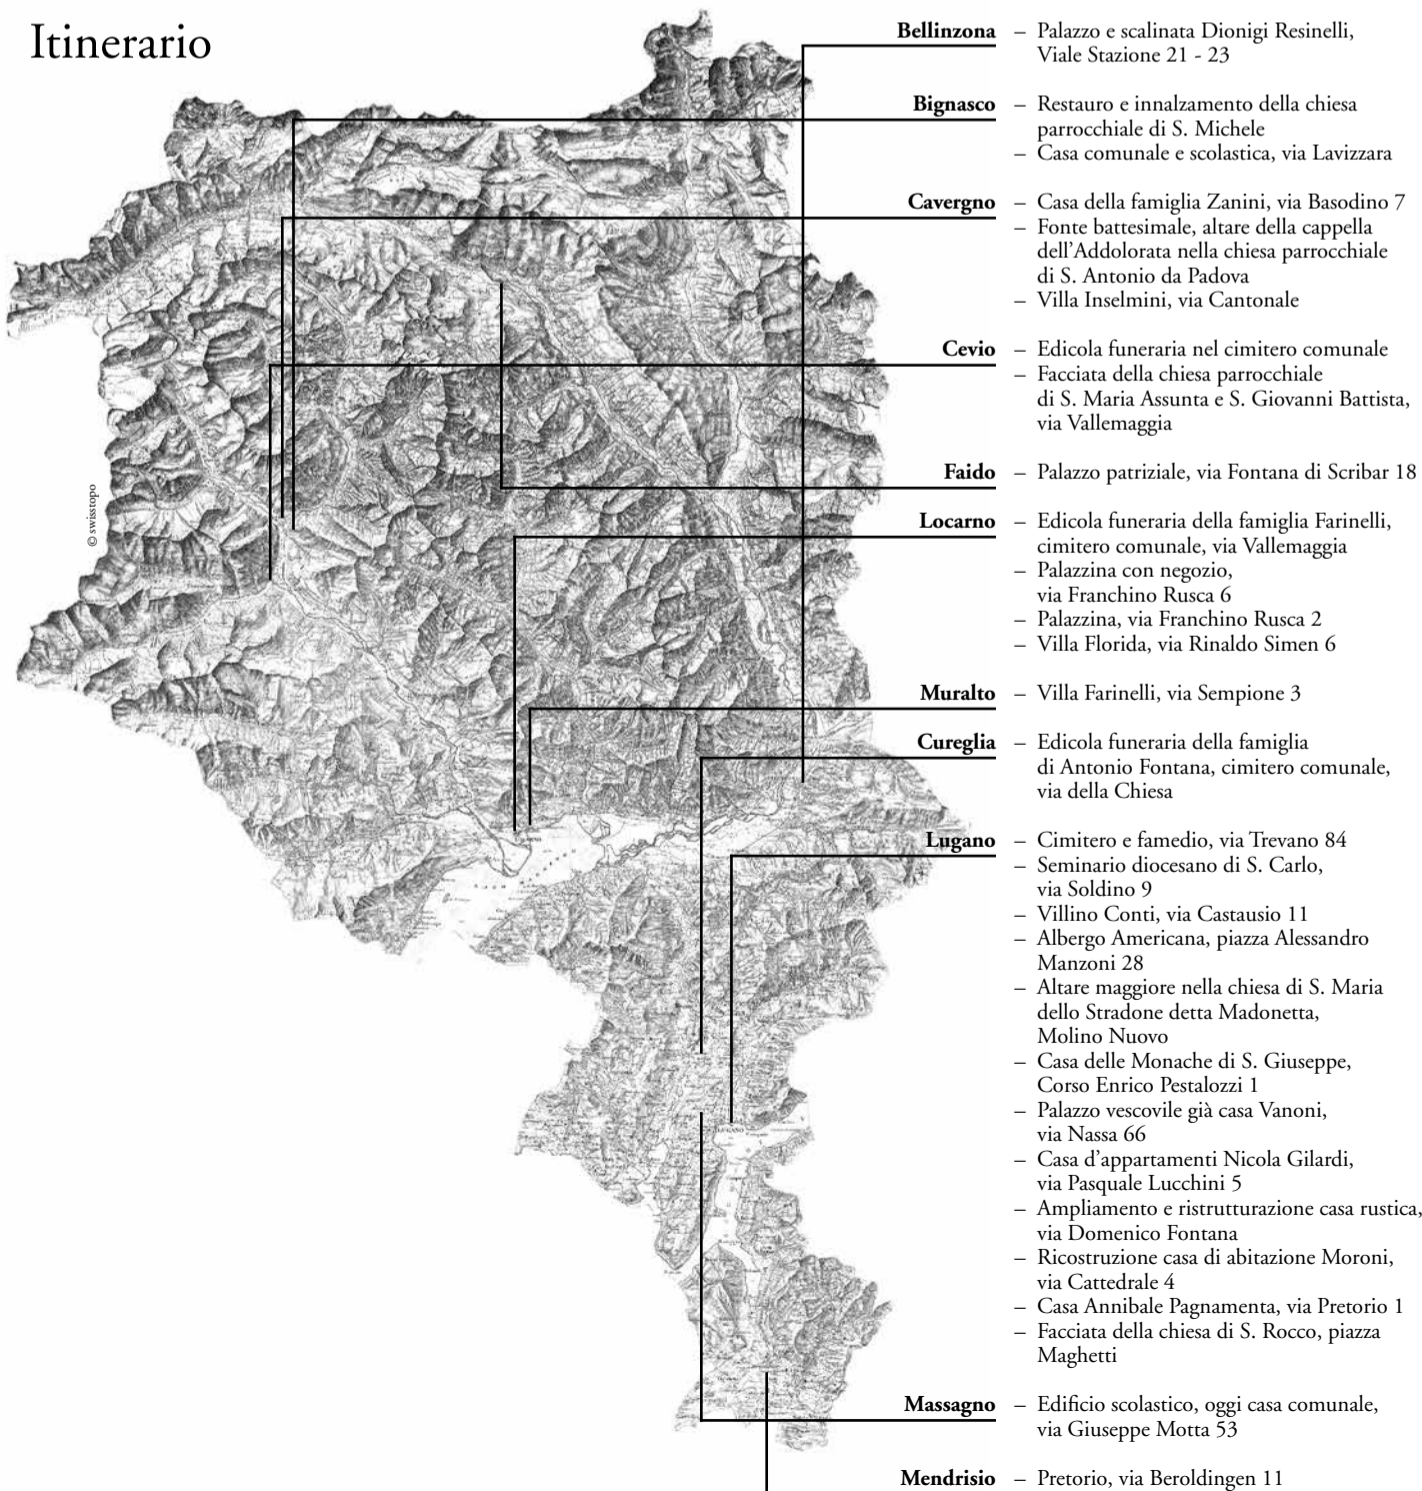 Itinerario
Bellinzona – Palazzo e scalinata Dionigi Resinelli,
Viale Stazione 21 - 23
Bignasco – Restauro e innalzamento della chiesa
parrocchiale di S. Michele
– Casa comunale e scolastica, via Lavizzara
Cavergno – Casa della famiglia Zanini, via Basodino 7
– Fonte battesimale, altare della cappella
dell'Addolorata nella chiesa parrocchiale
di S. Antonio da Padova
– Villa Inselmini, via Cantonale
Cevio – Edicola funeraria nel cimitero comunale
– Facciata della chiesa parrocchiale
di S. Maria Assunta e S. Giovanni Battista,
via Vallemaggia
Faido – Palazzo patriziale, via Fontana di Scribar 18
© swisstopo
Locarno – Edicola funeraria della famiglia Farinelli,
cimitero comunale, via Vallemaggia
– Palazzina con negozio,
via Franchino Rusca 6
– Palazzina, via Franchino Rusca 2
– Villa Florida, via Rinaldo Simen 6
Muralto – Villa Farinelli, via Sempione 3
Cureglia – Edicola funeraria della famiglia
di Antonio Fontana, cimitero comunale,
via della Chiesa
Lugano – Cimitero e famedio, via Trevano 84
– Seminario diocesano di S. Carlo,
via Soldino 9
– Villino Conti, via Castausio 11
– Albergo Americana, piazza Alessandro
Manzoni 28
– Altare maggiore nella chiesa di S. Maria
dello Stradone detta Madonetta,
Molino Nuovo
– Casa delle Monache di S. Giuseppe,
Corso Enrico Pestalozzi 1
– Palazzo vescovile già casa Vanoni,
via Nassa 66
– Casa d'appartamenti Nicola Gilardi,
via Pasquale Lucchini 5
– Ampliamento e ristrutturazione casa rustica,
via Domenico Fontana
– Ricostruzione casa di abitazione Moroni,
via Cattedrale 4
– Casa Annibale Pagnamenta, via Pretorio 1
– Facciata della chiesa di S. Rocco, piazza
Maghetti
LUGANO
Massagno – Edificio scolastico, oggi casa comunale,
via Giuseppe Motta 53
Mendrisio – Pretorio, via Beroldingen 11